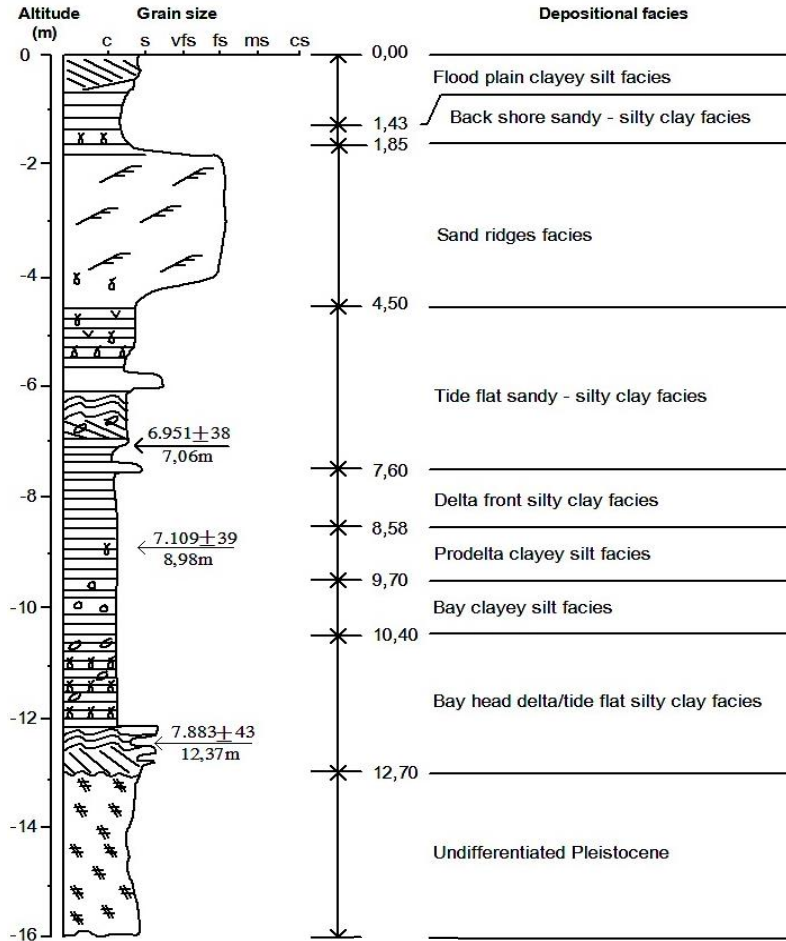 Altitude
(m)
Grain size
Depositional facies
c s vfs fs ms cs
0
-2
-4
-6
-8
-10
-12
-14
-16
6.951±38
7,06m
7.109±39
8,98m
7.883±43
12,37m
0,00
Flood plain clayey silt facies
1,43
Back shore sandy - silty clay facies
1,85
Sand ridges facies
4,50
Tide flat sandy - silty clay facies
7,60
Delta front silty clay facies
8,58
Prodelta clayey silt facies
9,70
Bay clayey silt facies
10,40
Bay head delta/tide flat silty clay facies
12,70
Undifferentiated Pleistocene